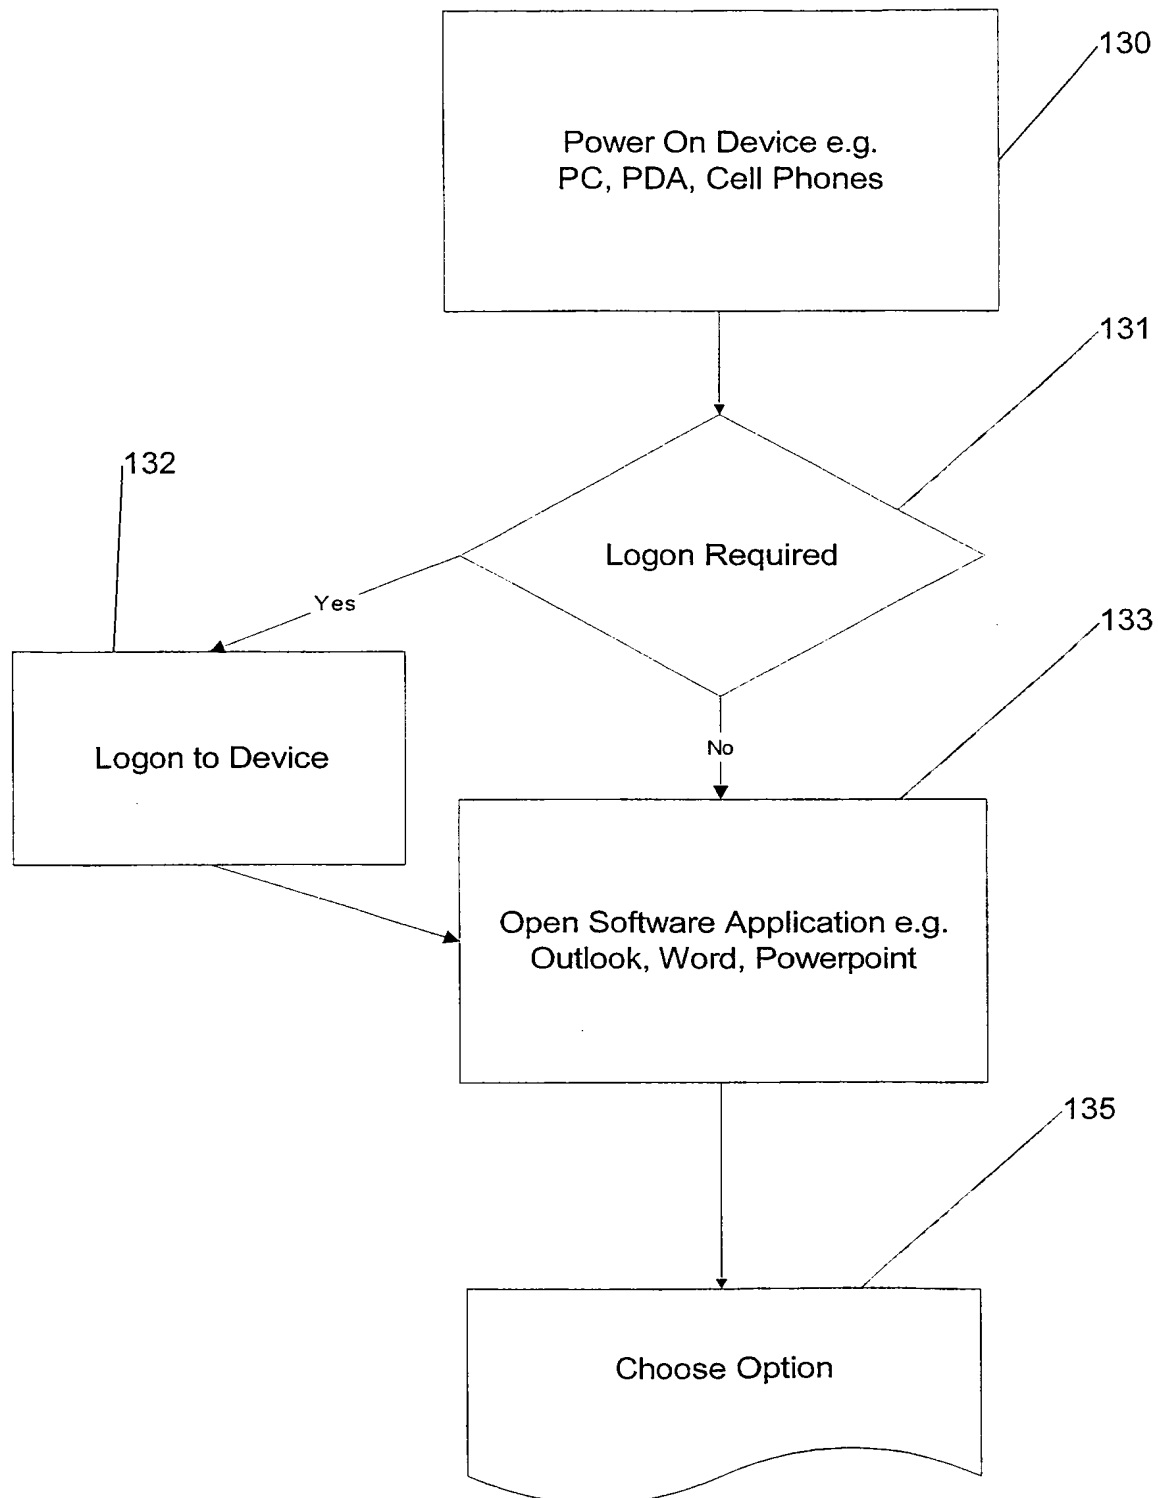 130
Power On Device e.g.
PC, PDA, Cell Phones
131
132
Logon Required
Yes
133
No
Logon to Device
Open Software Application e.g.
Outlook, Word, Powerpoint
135
Choose Option